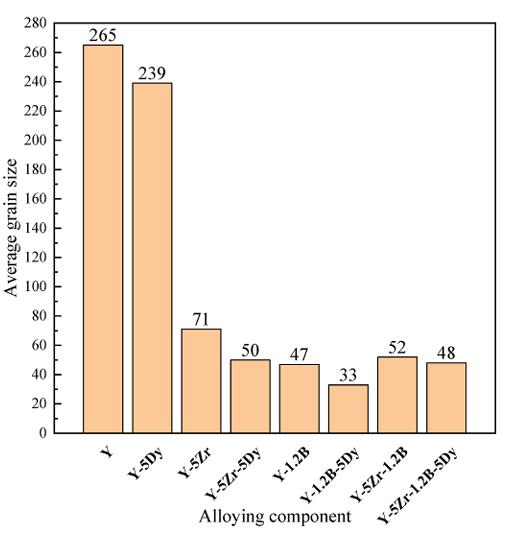 280
260
240
220
200
180
160
140
120
100
80
60
40
20
0
Average grain size
265
239
71
50
47
33
52
48
Y
Y-5Dy
Y-5Zr
Y-5Zr-5Dy
Y-1.2B
Y-1.2B-5Dy
Y-5Zr-1.2B
Y-5Zr-1.2B-5Dy
Alloying component